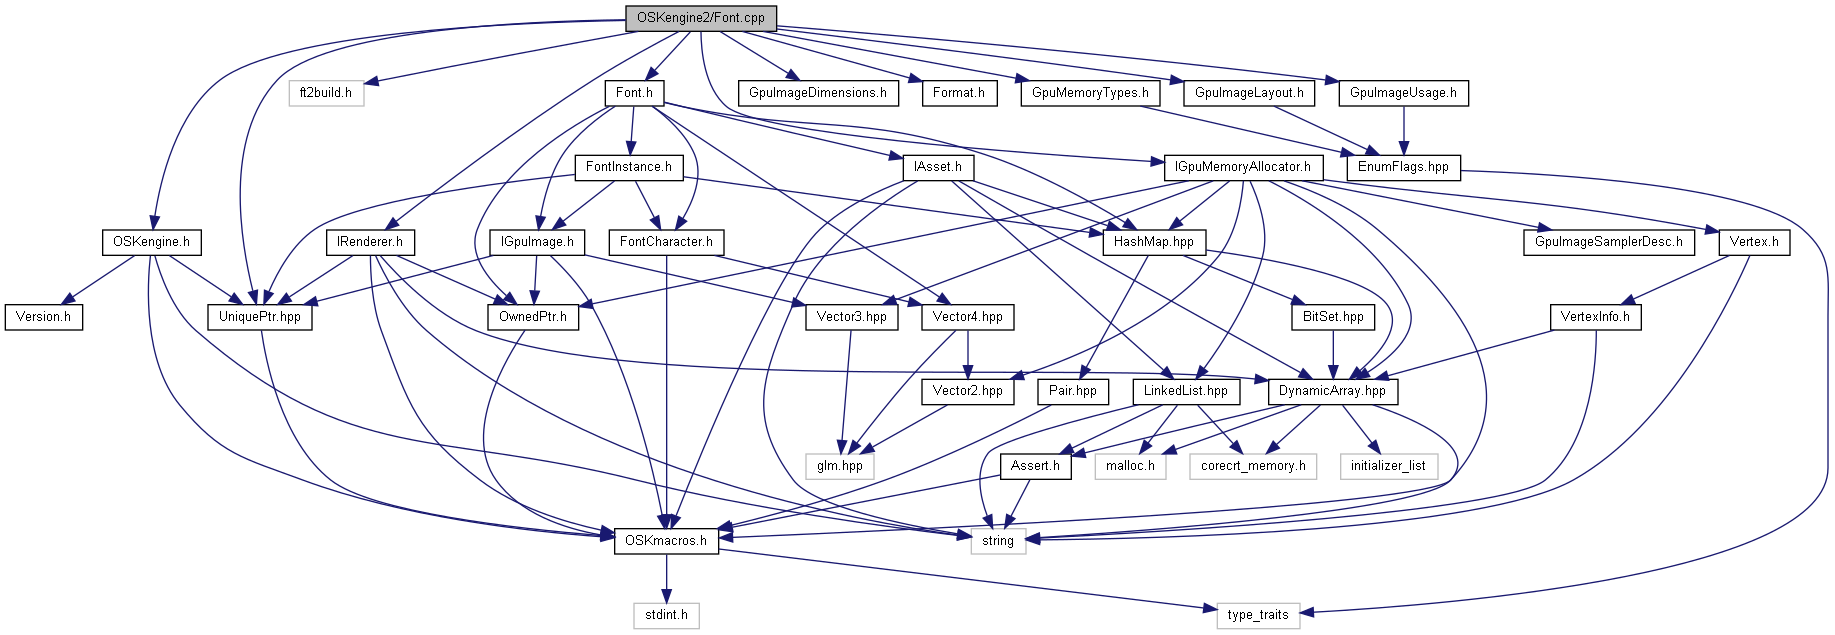 OSKengine2/Font.cpp
ft2build.h
Font.h
GpuImageDimensions.h
Format.h
GpuMemoryTypes.h
GpuImageLayout.h
GpuImageUsage.h
FontInstance.h
IAsset.h
IGpuMemoryAllocator.h
EnumFlags.hpp
OSKengine.h
IRenderer.h
IGpuImage.h
FontCharacter.h
HashMap.hpp
GpuImageSamplerDesc.h
Vertex.h
Version.h
UniquePtr.hpp
OwnedPtr.h
Vector3.hpp
Vector4.hpp
BitSet.hpp
VertexInfo.h
Vector2.hpp
Pair.hpp
LinkedList.hpp
DynamicArray.hpp
glm.hpp
Assert.h
malloc.h
corecrt_memory.h
initializer_list
OSKmacros.h
string
stdint.h
type_traits